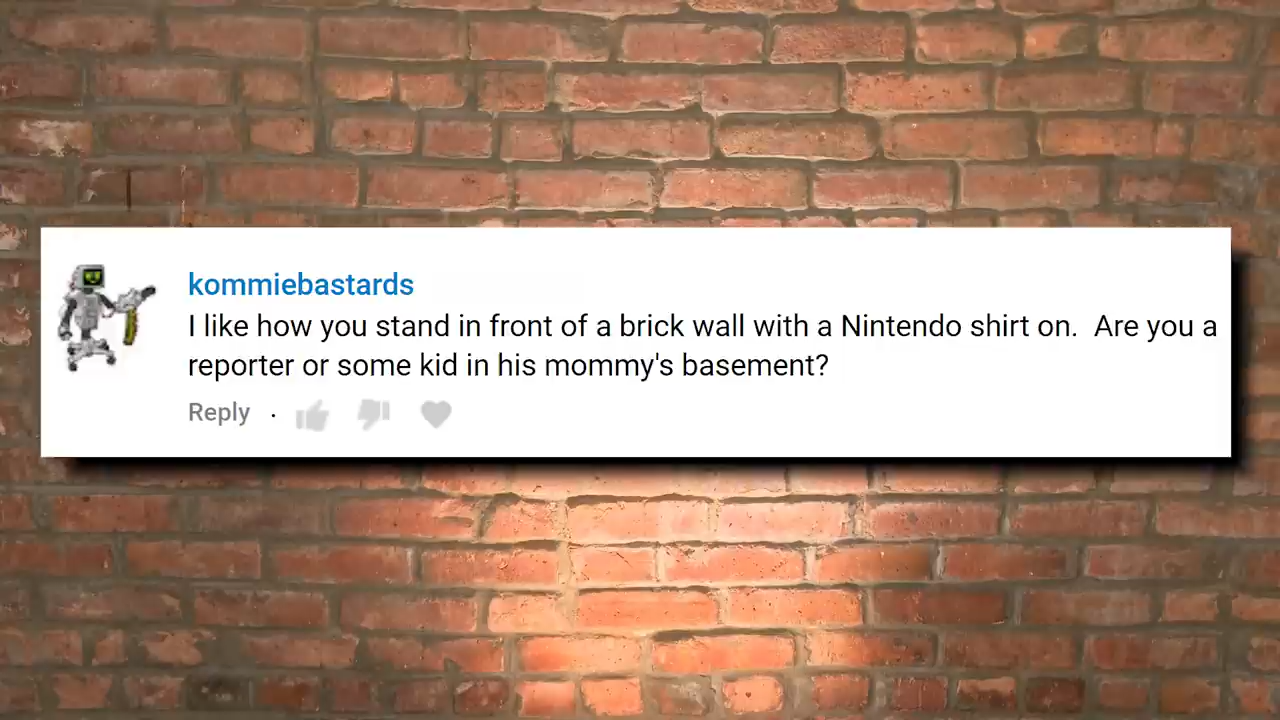 kommiebastards
I like how you stand in front of a brick wall with a Nintendo shirt on.  Are you a
reporter or some kid in his mommy's basement?
Reply ·